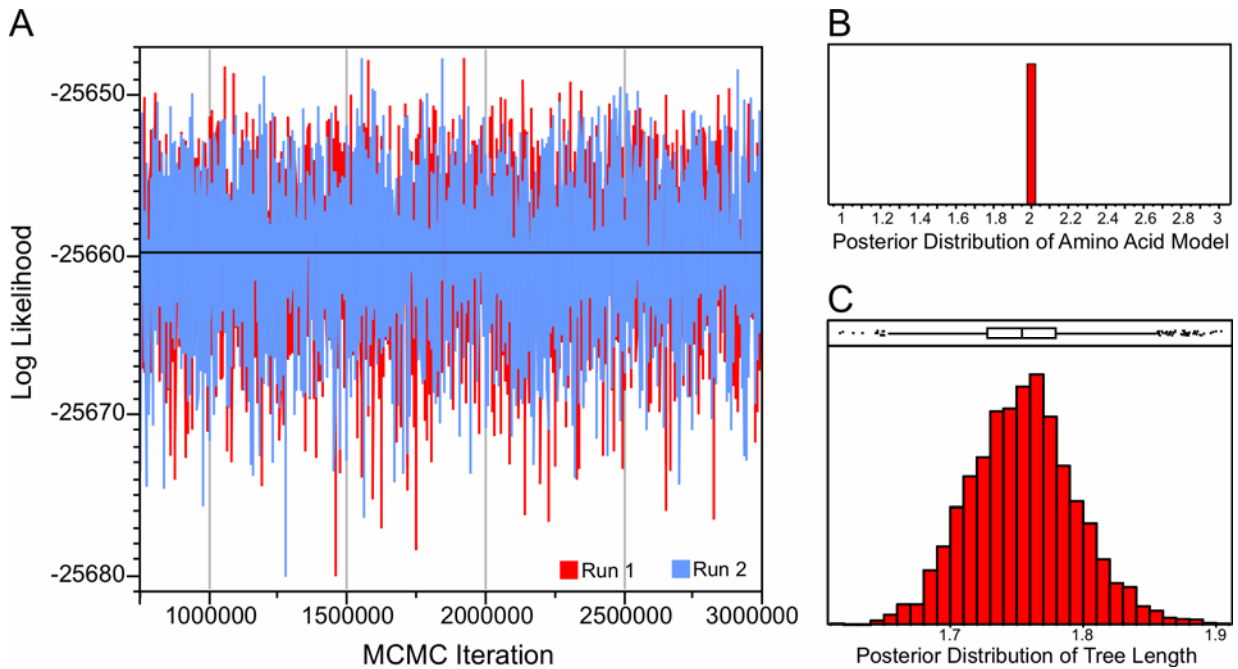 A
Log Likelihood
-25650
-25660
-25670
-25680
Run 1
Run 2
1000000
1500000
2000000
2500000
3000000
MCMC Iteration
B
1
1.2
1.4
1.6
1.8
2
2.2
2.4
2.6
2.8
3
Posterior Distribution of Amino Acid Model
C
1.7
1.8
1.9
Posterior Distribution of Tree Length